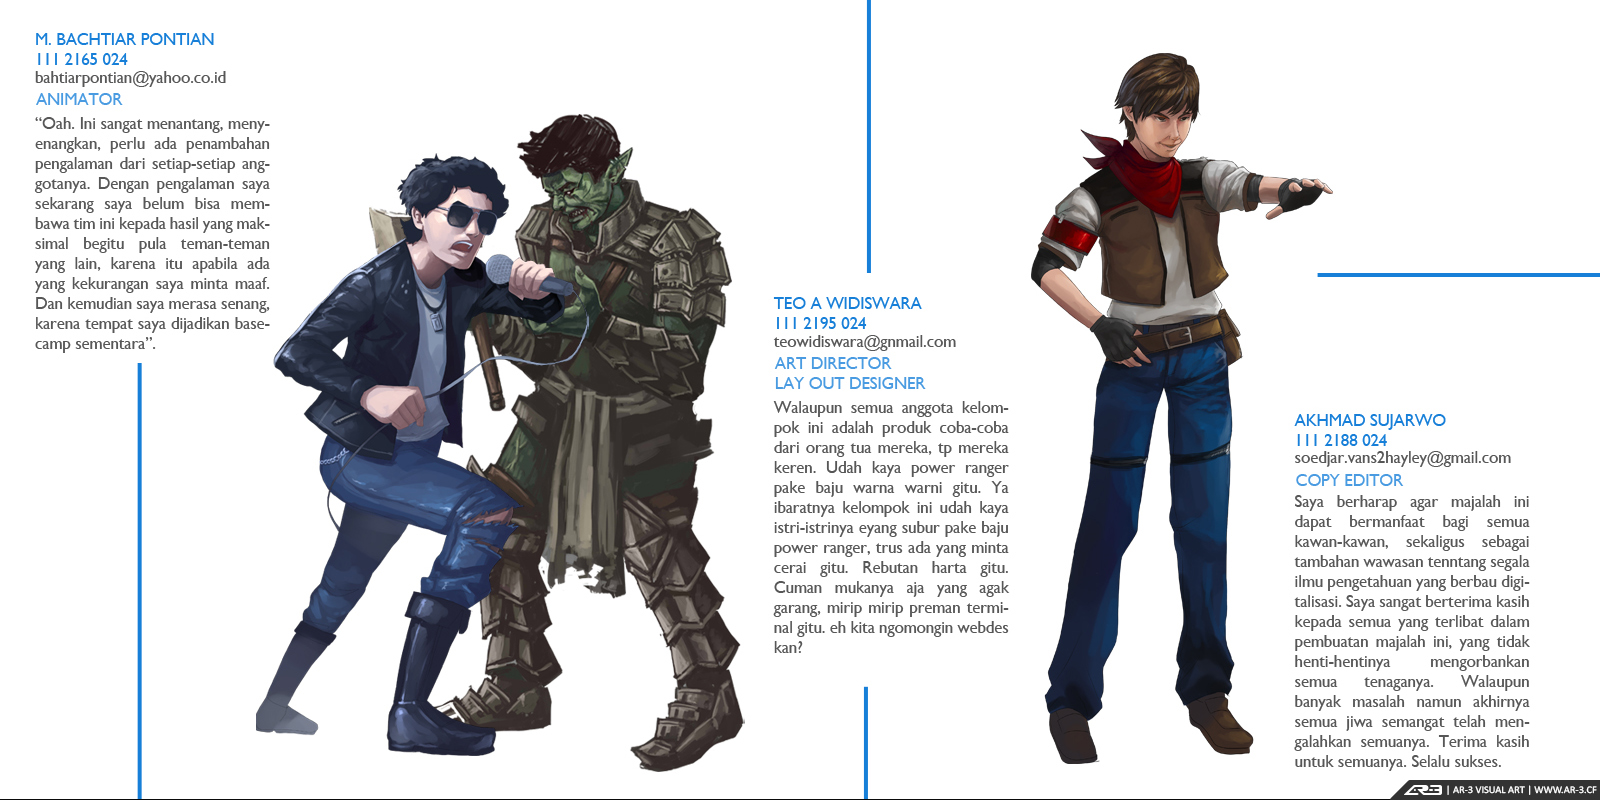 M. BACHTIAR PONTIAN
111 2165 024
bahtiarpontian@yahoo.co.id
ANIMATOR
“Oah. Ini sangat menantang, meny-
enangkan, perlu ada penambahan
pengalaman dari setiap-setiap ang-
gotanya. Dengan pengalaman saya
sekarang saya belum bisa mem-
bawa tim ini kepada hasil yang mak-
simal begitu pula teman-teman
yang lain, karena itu apabila ada
yang kekurangan saya minta maaf.
Dan kemudian saya merasa senang,
karena tempat saya dijadikan base-
camp sementara”.
TEO A WIDISWARA
111 2195 024
teowidiswara@gnmail.com
ART DIRECTOR
LAY OUT DESIGNER
Walaupun semua anggota kelom-
pok ini adalah produk coba-coba
dari orang tua mereka, tp mereka
keren. Udah kaya power ranger
pake baju warna warni gitu. Ya
ibaratnya kelompok ini udah kaya
istri-istrinya eyang subur pake baju
power ranger, trus ada yang minta
cerai gitu. Rebutan harta gitu.
Cuman mukanya aja yang agak
garang, mirip mirip preman termi-
nal gitu. eh kita ngomongin webdes
kan?
AKHMAD SUJARWO
111 2188 024
soedjar.vans2hayley@gmail.com
COPY EDITOR
Saya berharap agar majalah ini
dapat bermanfaat bagi semua
kawan-kawan, sekaligus sebagai
tambahan wawasan tenntang segala
ilmu pengetahuan yang berbau digi-
talisasi. Saya sangat berterima kasih
kepada semua yang terlibat dalam
pembuatan majalah ini, yang tidak
henti-hentinya mengorbankan
semua tenaganya. Walaupun
banyak masalah namun akhirnya
semua jiwa semangat telah men-
galahkan semuanya. Terima kasih
untuk semuanya. Selalu sukses.
AR-3 | AR-3 VISUAL ART | WWW.AR-3.CF